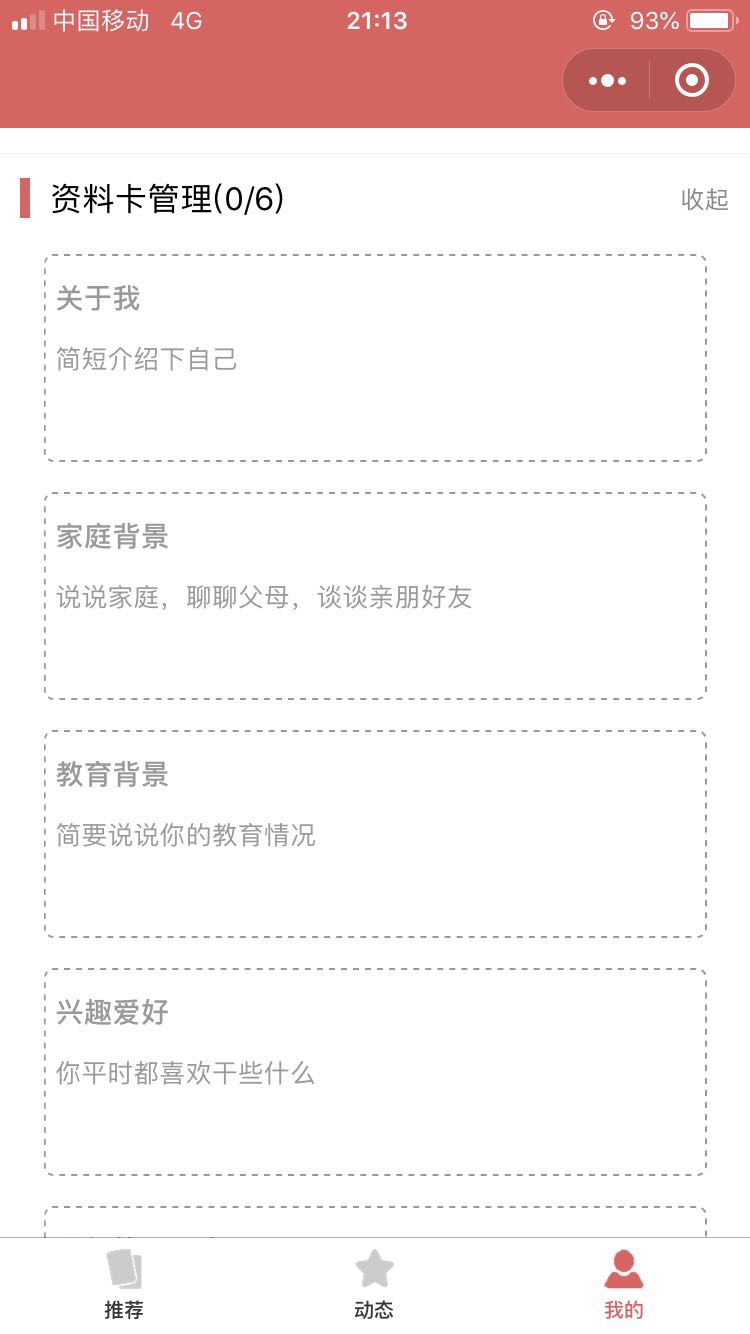 中国移动 4G 21:13 93%
资料卡管理(0/6) 收起
关于我
简短介绍下自己
家庭背景
说说家庭，聊聊父母，谈谈亲朋好友
教育背景
简要说说你的教育情况
兴趣爱好
你平时都喜欢干些什么
推荐 动态 我的